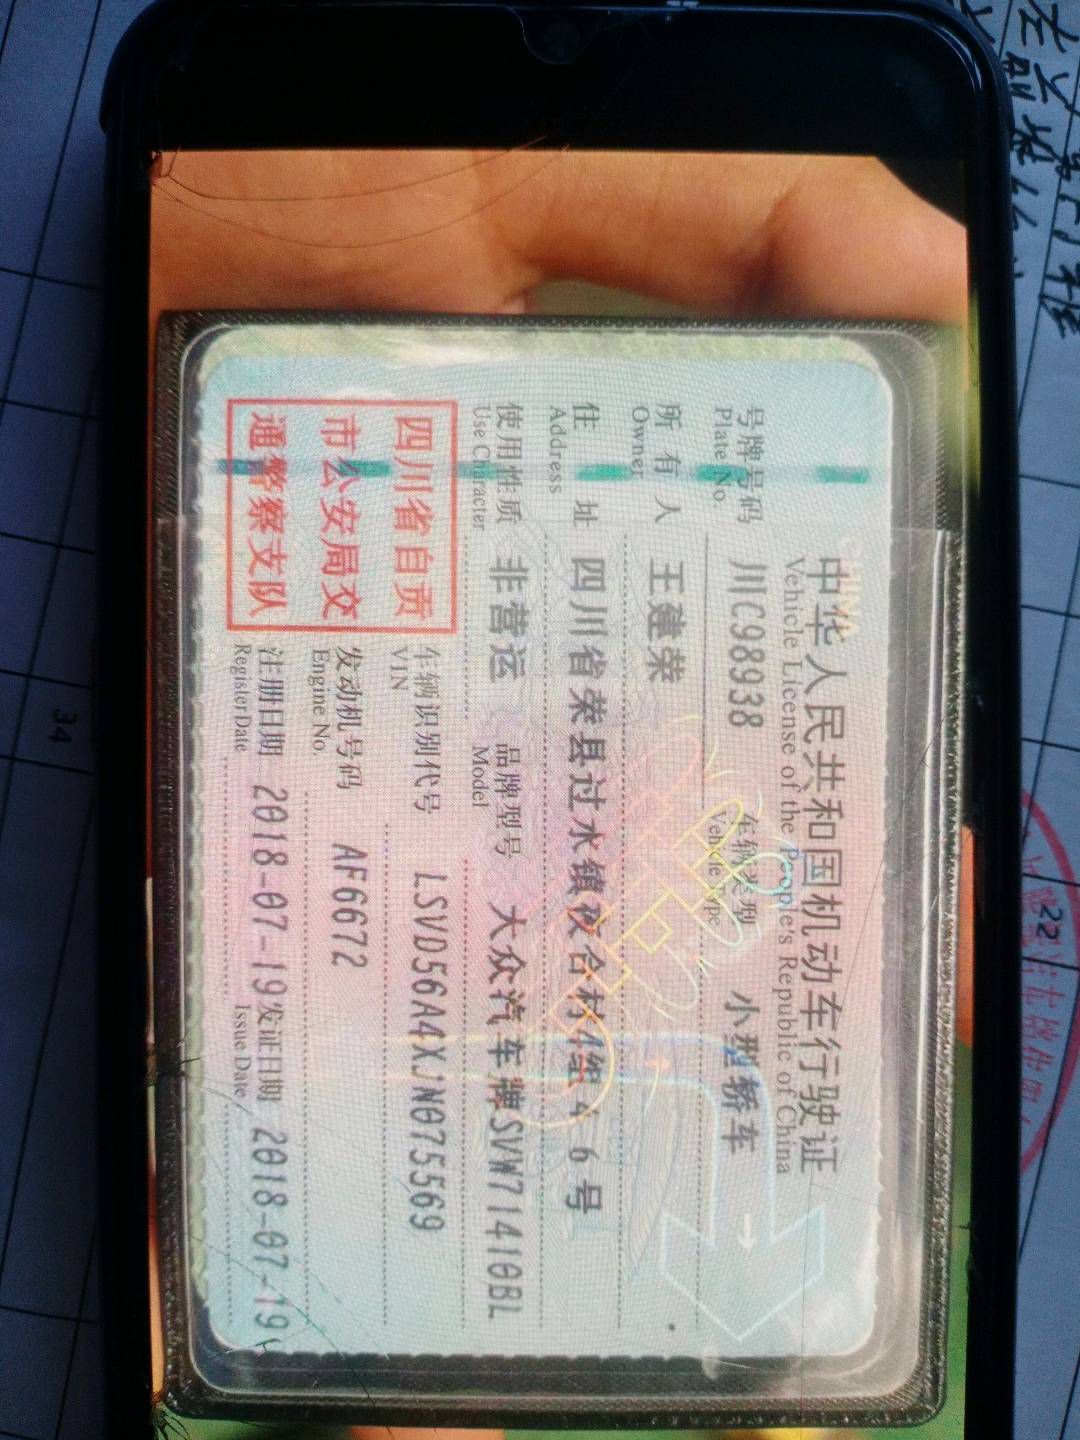 中华人民共和国机动车行驶证
Vehicle License of the People's Republic of China
号牌号码 川C98938 车辆类型 小型轿车
Plate No. Vehicle Type
所有人 王建荣
Owner
住址 四川省荣县过水镇 合村4组46号
Address
使用性质 非营运 品牌型号 大众汽车牌SVW71410BL
Use Character Model
四川省自贡
市公安局交
通警察支队
车辆识别代号 LSVD56A4XJN075569
VIN
发动机号码 AF6672
Engine No.
注册日期 2018-07-19 发证日期 2018-07-19
Register Date Issue Date
34
22